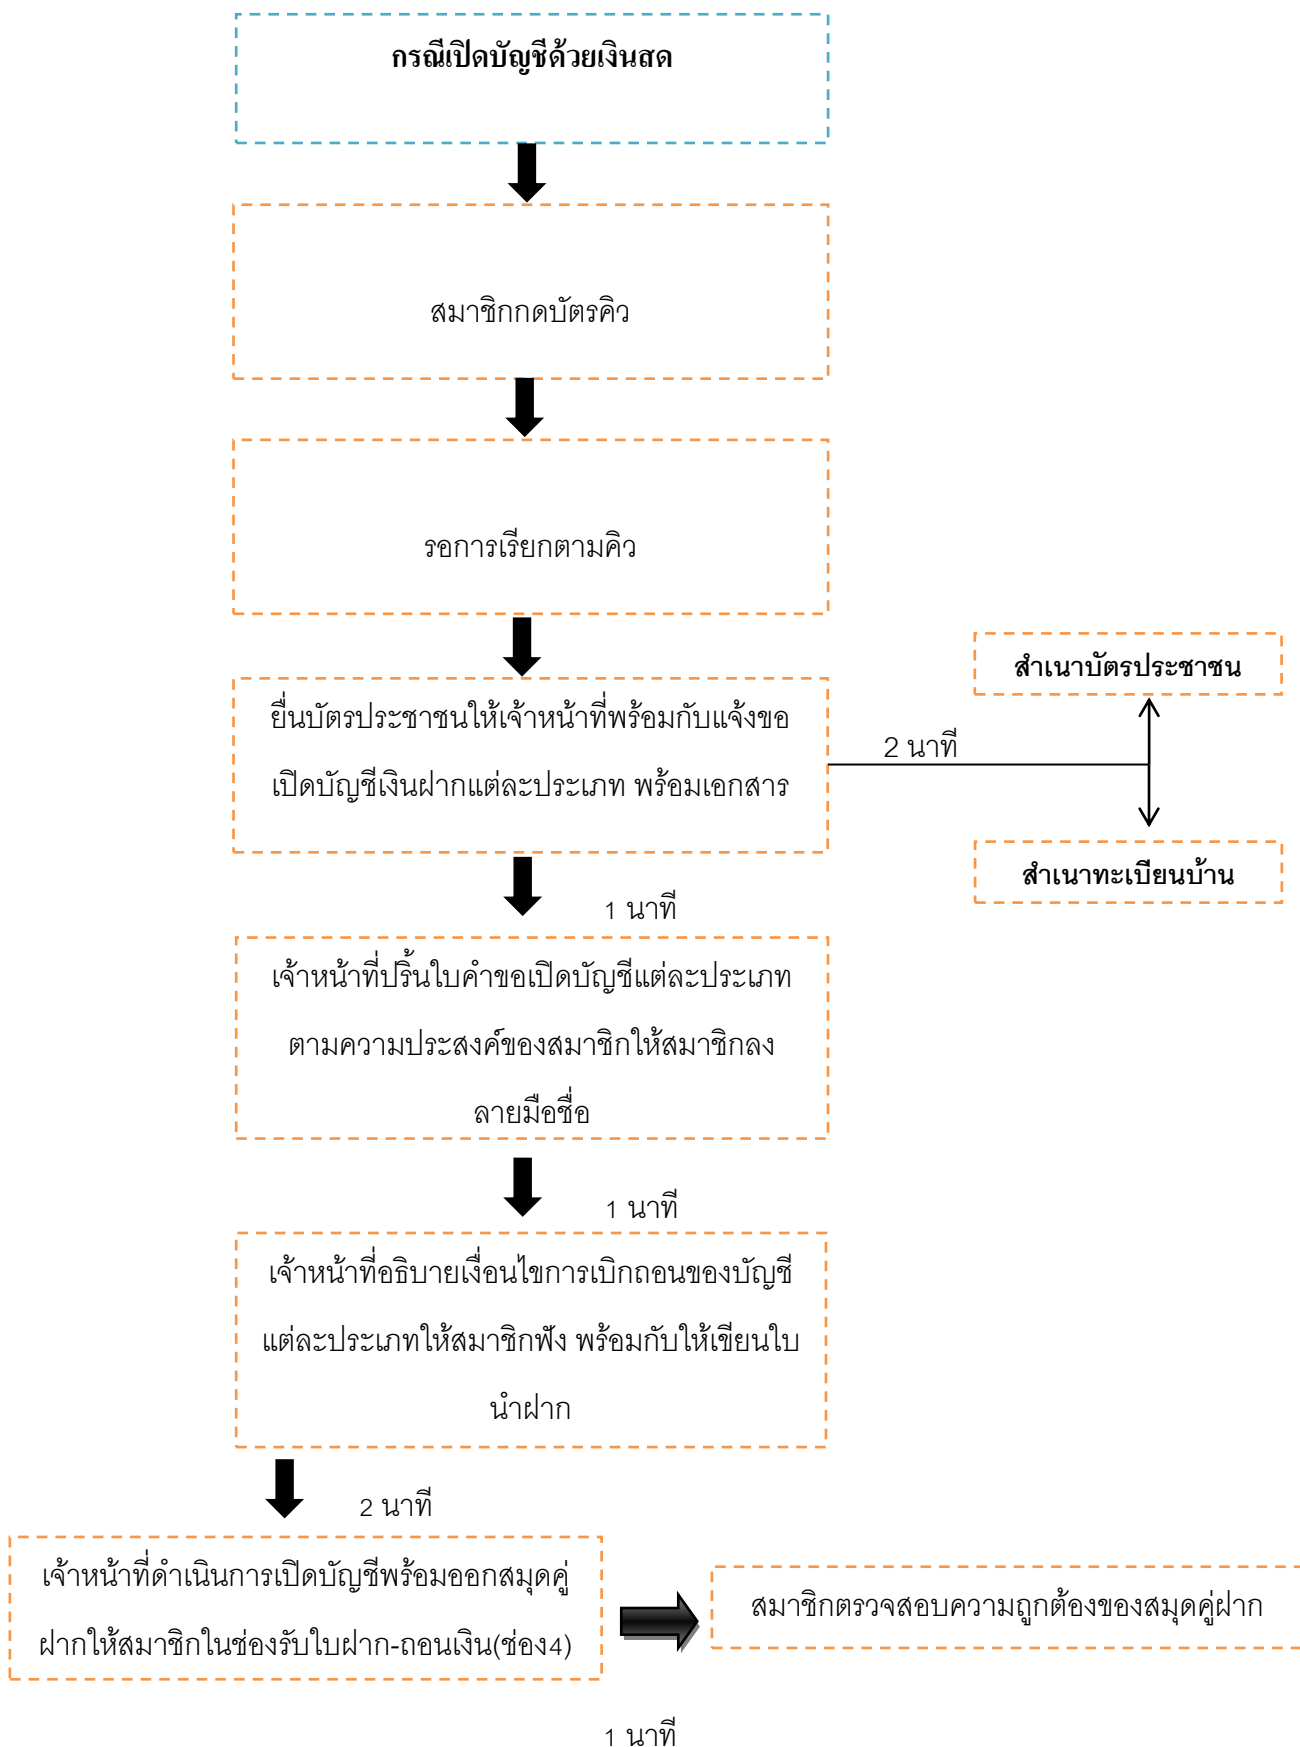 กรณีเปิดบัญชีด้วยเงินสด
สมาชิกกดบัตรคิว
รอการเรียกตามคิว
ยื่นบัตรประชาชนให้เจ้าหน้าที่พร้อมกับแจ้งขอ
เปิดบัญชีเงินฝากแต่ละประเภท พร้อมเอกสาร
2 นาที
สำเนาบัตรประชาชน
สำเนาทะเบียนบ้าน
1 นาที
เจ้าหน้าที่ปริ้นใบคำขอเปิดบัญชีแต่ละประเภท
ตามความประสงค์ของสมาชิกให้สมาชิกลง
ลายมือชื่อ
1 นาที
เจ้าหน้าที่อธิบายเงื่อนไขการเบิกถอนของบัญชี
แต่ละประเภทให้สมาชิกฟัง พร้อมกับให้เขียนใบ
นำฝาก
2 นาที
เจ้าหน้าที่ดำเนินการเปิดบัญชีพร้อมออกสมุดคู่
ฝากให้สมาชิกในช่องรับใบฝาก-ถอนเงิน(ช่อง4)
สมาชิกตรวจสอบความถูกต้องของสมุดคู่ฝาก
1 นาที